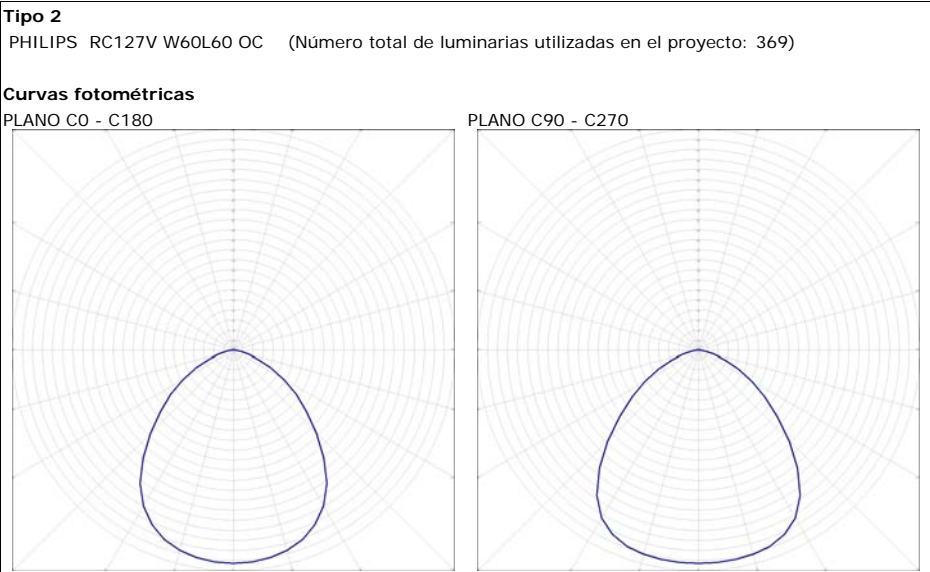 Tipo 2
PHILIPS RC127V W60L60 OC (Número total de luminarias utilizadas en el proyecto: 369)
Curvas fotométricas
PLANO C0 - C180
PLANO C90 - C270